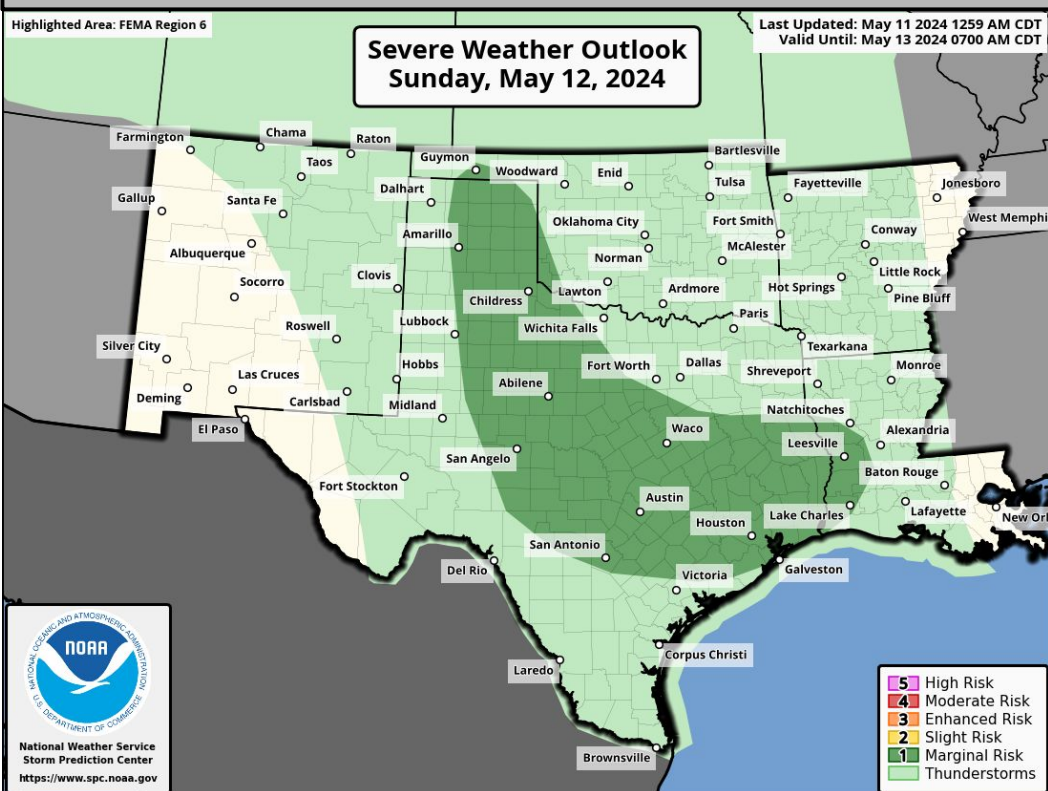 Highlighted Area: FEMA Region 6
Severe Weather Outlook
Sunday, May 12, 2024
Last Updated: May 11 2024 1259 AM CDT
Valid Until: May 13 2024 0700 AM CDT
Farmington
Chama
Raton
Taos
Guymon
Woodward
Enid
Bartlesville
Tulsa
Fayetteville
Jonesboro
Gallup
Santa Fe
Dalhart
Oklahoma City
Fort Smith
Conway
West Memphi
Albuquerque
Amarillo
Norman
McAlester
Little Rock
Socorro
Clovis
Childress
Lawton
Ardmore
Hot Springs
Pine Bluff
Roswell
Lubbock
Wichita Falls
Paris
Texarkana
Silver City
Las Cruces
Hobbs
Abilene
Fort Worth
Dallas
Shreveport
Monroe
Deming
Carlsbad
Midland
Natchitoches
El Paso
Waco
Leesville
Alexandria
San Angelo
Baton Rouge
Fort Stockton
Austin
Houston
Lake Charles
Lafayette
New Orl
San Antonio
Del Rio
Victoria
Galveston
Laredo
Corpus Christi
Brownsville
NATIONAL OCEANIC AND ATMOSPHERIC ADMINISTRATION
NOAA
U.S. DEPARTMENT OF COMMERCE
National Weather Service
Storm Prediction Center
https://www.spc.noaa.gov
5 High Risk
4 Moderate Risk
3 Enhanced Risk
2 Slight Risk
1 Marginal Risk
Thunderstorms